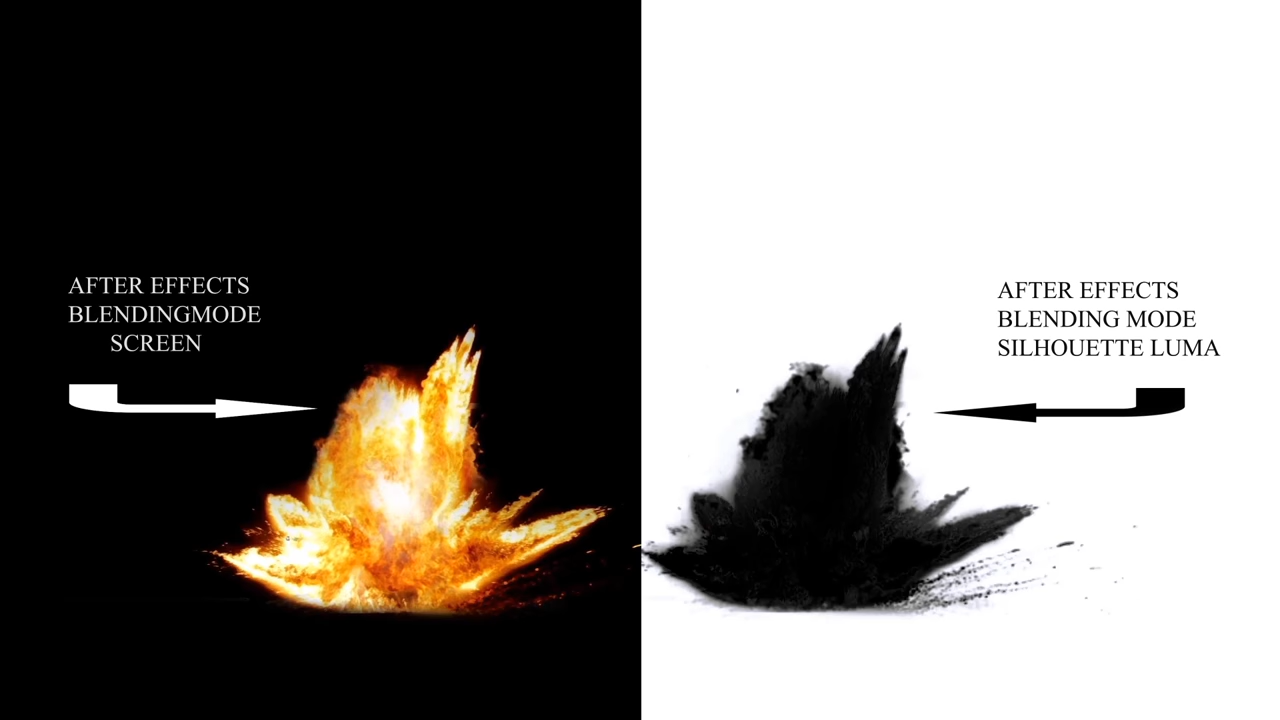 AFTER EFFECTS
BLENDINGMODE
SCREEN
AFTER EFFECTS
BLENDING MODE
SILHOUETTE LUMA